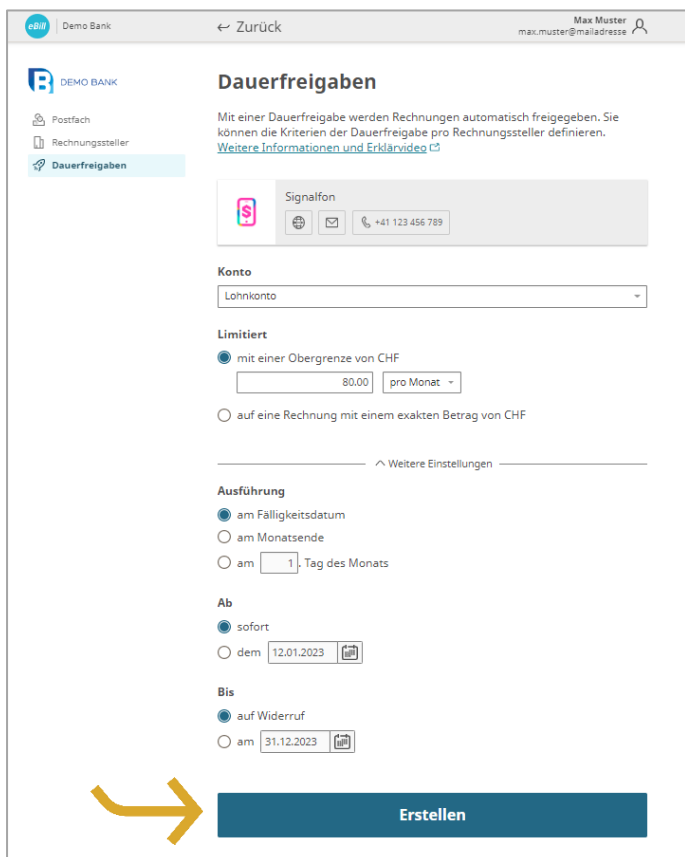 eBill Demo Bank
← Zurück
Max Muster
max.muster@mailadresse
DEMO BANK
Postfach
Rechnungssteller
Dauerfreigaben
Dauerfreigaben
Mit einer Dauerfreigabe werden Rechnungen automatisch freigegeben. Sie
können die Kriterien der Dauerfreigabe pro Rechnungssteller definieren.
Weitere Informationen und Erklärvideo
Signalfon
+41 123 456 789
Konto
Lohnkonto
Limitiert
mit einer Obergrenze von CHF
80.00 pro Monat
auf eine Rechnung mit einem exakten Betrag von CHF
Weitere Einstellungen
Ausführung
am Fälligkeitsdatum
am Monatsende
am 1. Tag des Monats
Ab
sofort
dem 12.01.2023
Bis
auf Widerruf
am 31.12.2023
Erstellen